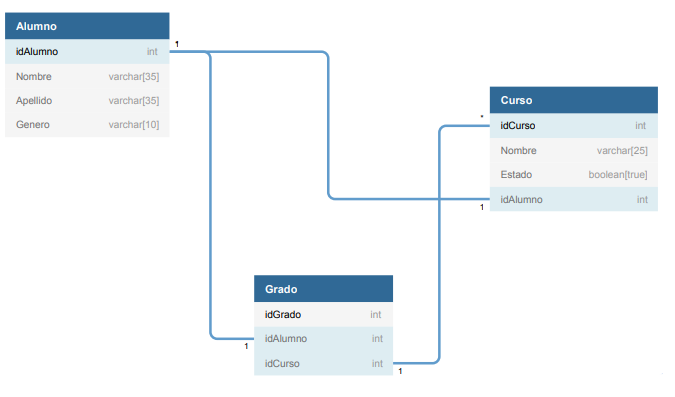 Alumno
idAlumno int
Nombre varchar[35]
Apellido varchar[35]
Genero varchar[10]
1
Curso
* 
idCurso int
Nombre varchar[25]
Estado boolean[true]
idAlumno int
1
Grado
idGrado int
idAlumno int
1
idCurso int
1